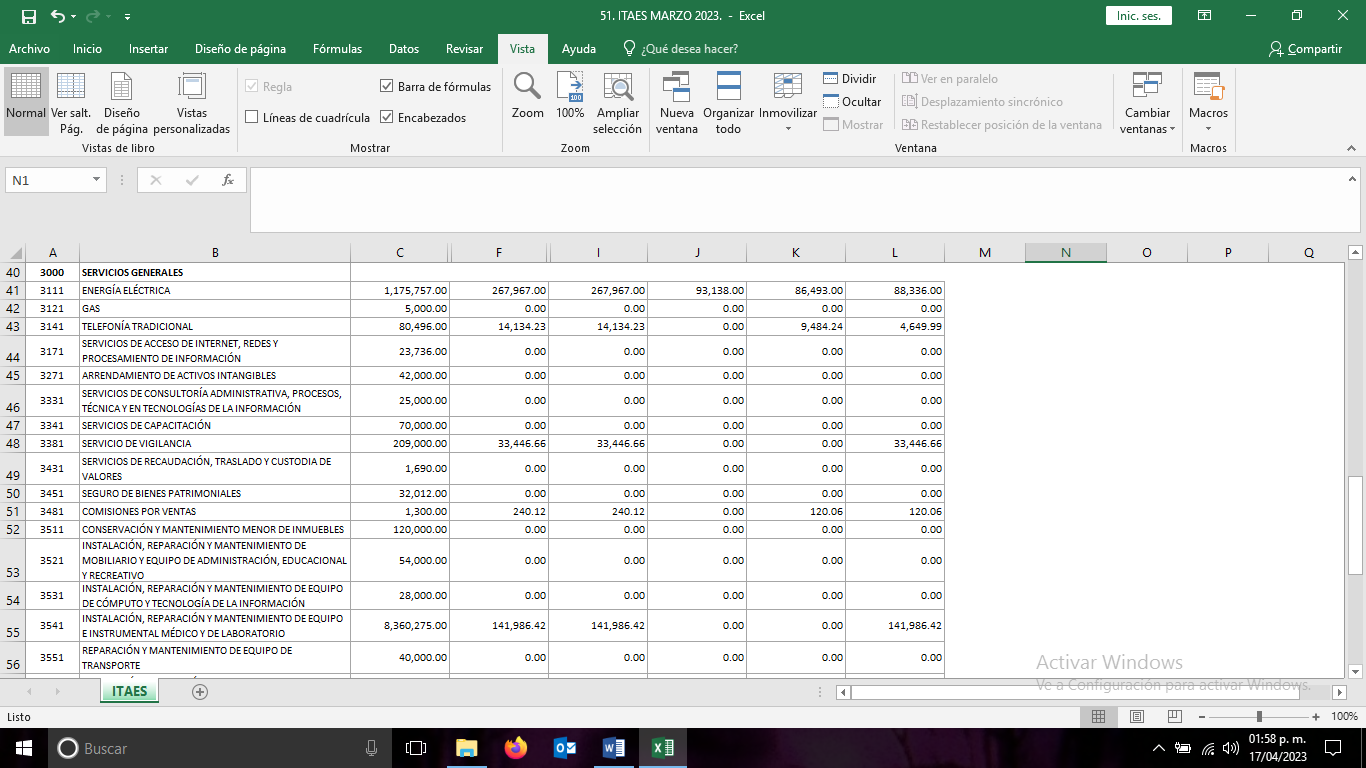 51. ITAES MARZO 2023. - Excel
Inic. ses.
Archivo Inicio Insertar Diseño de página Fórmulas Datos Revisar Vista Ayuda ¿Qué desea hacer? Compartir
Normal Ver salt. Pág. Diseño de página Vistas personalizadas
Regla Barra de fórmulas
Líneas de cuadrícula Encabezados
Zoom 100% Ampliar selección
Nueva ventana Organizar todo Inmovilizar
Dividir
Ocultar
Mostrar
Ver en paralelo
Desplazamiento sincrónico
Restablecer posición de la ventana
Cambiar ventanas Macros
Vistas de libro Mostrar Zoom Ventana Macros
N1 fx
A B C F I J K L M N O P Q
40 3000 SERVICIOS GENERALES
41 3111 ENERGÍA ELÉCTRICA 1,175,757.00 267,967.00 267,967.00 93,138.00 86,493.00 88,336.00
42 3121 GAS 5,000.00 0.00 0.00 0.00 0.00 0.00
43 3141 TELEFONÍA TRADICIONAL 80,496.00 14,134.23 14,134.23 0.00 9,484.24 4,649.99
44 3171 SERVICIOS DE ACCESO DE INTERNET, REDES Y
PROCESAMIENTO DE INFORMACIÓN 23,736.00 0.00 0.00 0.00 0.00 0.00
45 3271 ARRENDAMIENTO DE ACTIVOS INTANGIBLES 42,000.00 0.00 0.00 0.00 0.00 0.00
46 3331 SERVICIOS DE CONSULTORÍA ADMINISTRATIVA, PROCESOS,
TÉCNICA Y EN TECNOLOGÍAS DE LA INFORMACIÓN 25,000.00 0.00 0.00 0.00 0.00 0.00
47 3341 SERVICIOS DE CAPACITACIÓN 70,000.00 0.00 0.00 0.00 0.00 0.00
48 3381 SERVICIO DE VIGILANCIA 209,000.00 33,446.66 33,446.66 0.00 0.00 33,446.66
49 3431 SERVICIOS DE RECAUDACIÓN, TRASLADO Y CUSTODIA DE
VALORES 1,690.00 0.00 0.00 0.00 0.00 0.00
50 3451 SEGURO DE BIENES PATRIMONIALES 32,012.00 0.00 0.00 0.00 0.00 0.00
51 3481 COMISIONES POR VENTAS 1,300.00 240.12 240.12 0.00 120.06 120.06
52 3511 CONSERVACIÓN Y MANTENIMIENTO MENOR DE INMUEBLES 120,000.00 0.00 0.00 0.00 0.00 0.00
53 3521 INSTALACIÓN, REPARACIÓN Y MANTENIMIENTO DE
MOBILIARIO Y EQUIPO DE ADMINISTRACIÓN, EDUCACIONAL
Y RECREATIVO 54,000.00 0.00 0.00 0.00 0.00 0.00
54 3531 INSTALACIÓN, REPARACIÓN Y MANTENIMIENTO DE EQUIPO
DE CÓMPUTO Y TECNOLOGÍA DE LA INFORMACIÓN 28,000.00 0.00 0.00 0.00 0.00 0.00
55 3541 INSTALACIÓN, REPARACIÓN Y MANTENIMIENTO DE EQUIPO
E INSTRUMENTAL MÉDICO Y DE LABORATORIO 8,360,275.00 141,986.42 141,986.42 0.00 0.00 141,986.42
56 3551 REPARACIÓN Y MANTENIMIENTO DE EQUIPO DE
TRANSPORTE 40,000.00 0.00 0.00 0.00 0.00 0.00
Activar Windows
Ve a Configuración para activar Windows.
ITAES
Listo 100%
Buscar
01:58 p. m.
17/04/2023